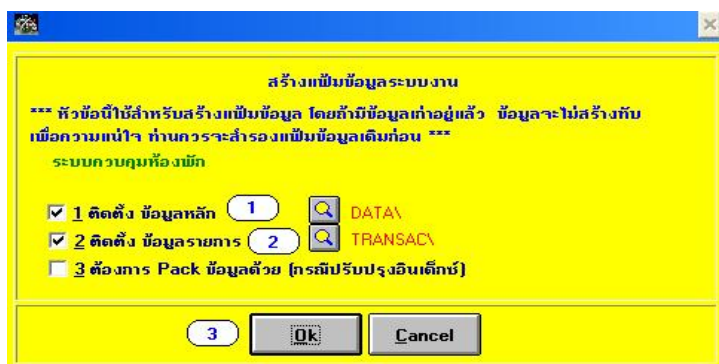 สร้างแฟ้มข้อมูลระบบงาน
*** หัวข้อนี้ใช้สำหรับสร้างแฟ้มข้อมูล โดยถ้ามีข้อมูลเก่าอยู่แล้ว ข้อมูลจะไม่สร้างทับ
เพื่อความแน่ใจ ท่านควรจะสำรองแฟ้มข้อมูลเดิมก่อน ***
ระบบควบคุมห้องพัก
1 ติดตั้ง ข้อมูลหลัก 1 DATA\
2 ติดตั้ง ข้อมูลรายการ 2 TRANSAC\
3 ต้องการ Pack ข้อมูลด้วย (กรณีปรับปรุงอินเด็กซ์)
3 Ok Cancel